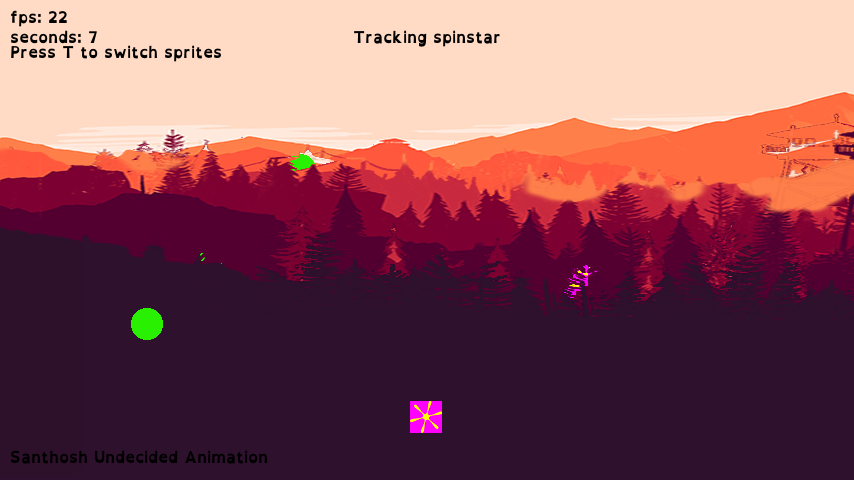 fps: 22
seconds: 7
Press T to switch sprites
Tracking spinstar
Santhosh Undecided Animation